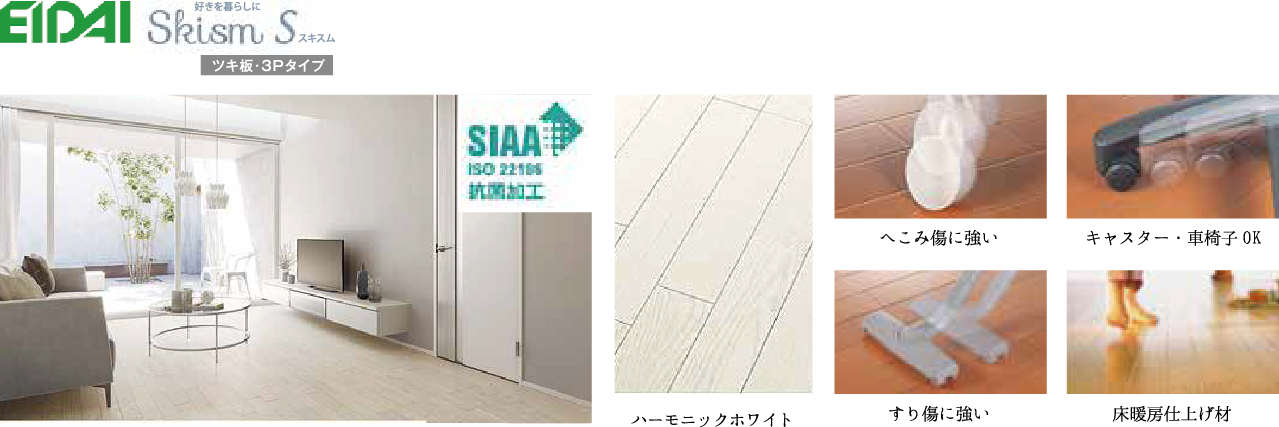 EIDAI
好きを暮らしに
Skism S スキスム
ツキ板・3Pタイプ
SIAA
ISO 22196
抗菌加工
ハーモニックホワイト
へこみ傷に強い
キャスター・車椅子OK
すり傷に強い
床暖房仕上げ材